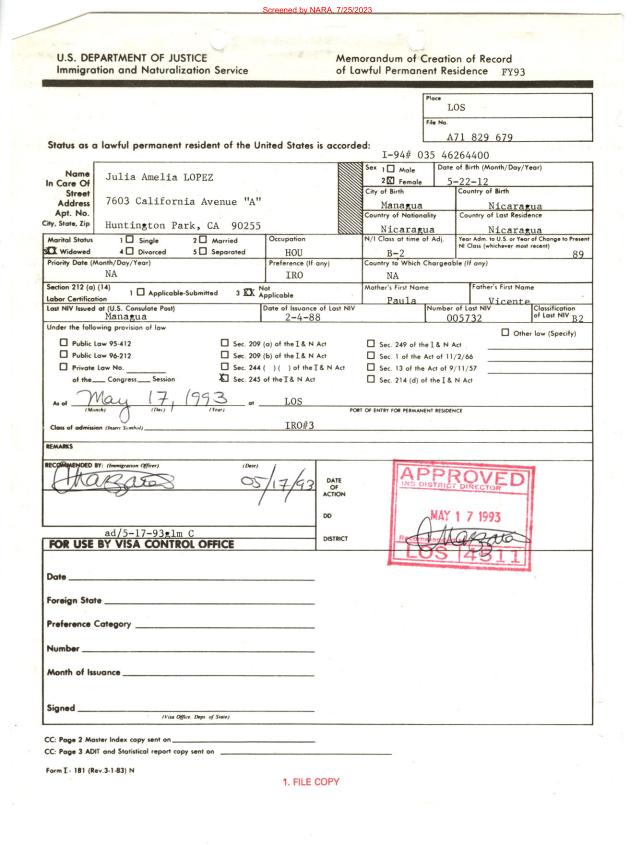 Screened by NARA, 7/25/2023
U.S. DEPARTMENT OF JUSTICE
Immigration and Naturalization Service
Memorandum of Creation of Record
of Lawful Permanent Residence FY93
Place
LOS
File No.
A71 829 679
Status as a lawful permanent resident of the United States is accorded:
I-94# 035 46264400
Name
In Care Of
Street
Address
Apt. No.
City, State, Zip
Julia Amelia LOPEZ
7603 California Avenue "A"
Huntington Park, CA 90255
Sex 1 ☐ Male
2 ☒ Female
Date of Birth (Month/Day/Year)
5-22-12
City of Birth
Managua
Country of Birth
Nicaragua
Country of Nationality
Nicaragua
Country of Last Residence
Nicaragua
Marital Status 1 ☐ Single 2 ☐ Married
3 ☒ Widowed 4 ☐ Divorced 5 ☐ Separated
Occupation
HOU
N/I Class at time of Adj.
B-2
Year Adm. to U.S. or Year of Change to Present
NI Class (whichever most recent)
89
Priority Date (Month/Day/Year)
NA
Preference (If any)
IRO
Country to Which Chargeable (If any)
NA
Section 212 (a) (14)
Labor Certification
1 ☐ Applicable-Submitted 3 ☒ Not Applicable
Mother's First Name
Paula
Father's First Name
Vicente
Last NIV Issued at (U.S. Consulate Post)
Managua
Date of Issuance of Last NIV
2-4-88
Number of Last NIV
005732
Classification
of Last NIV B2
Under the following provision of law
☐ Other law (Specify)
☐ Public Law 95-412 ☐ Sec. 209 (a) of the I & N Act ☐ Sec. 249 of the I & N Act
☐ Public Law 96-212 ☐ Sec. 209 (b) of the I & N Act ☐ Sec. 1 of the Act of 11/2/66
☐ Private Law No. ☐ Sec. 244 ( ) ( ) of the I & N Act ☐ Sec. 13 of the Act of 9/11/57
of the Congress Session ☒ Sec. 245 of the I & N Act ☐ Sec. 214 (d) of the I & N Act
As of May 17, 1993 at LOS
(Month) (Day) (Year) PORT OF ENTRY FOR PERMANENT RESIDENCE
Class of admission (Insert Symbol) IRO#3
REMARKS
RECOMMENDED BY: (Immigration Officer) (Date)
05/17/93
DATE
OF
ACTION
DD
DISTRICT
APPROVED
INS DISTRICT DIRECTOR
MAY 17 1993
LOS 4311
ad/5-17-93glm C
FOR USE BY VISA CONTROL OFFICE
Date
Foreign State
Preference Category
Number
Month of Issuance
Signed
(Visa Office, Dept. of State)
CC: Page 2 Master Index copy sent on
CC: Page 3 ADIT and Statistical report copy sent on
Form I - 181 (Rev. 3-1-83) N
1. FILE COPY